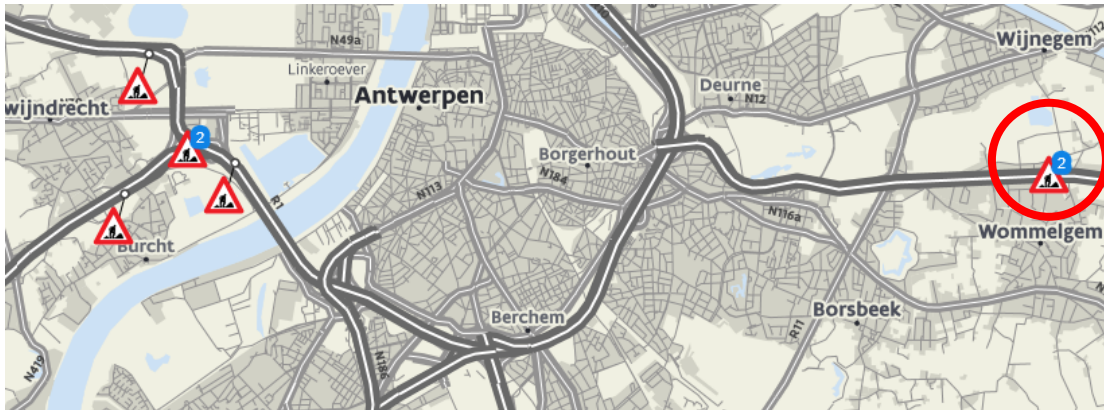 N49a
Linkeroever
Wijnegem
wijndrecht
Antwerpen
Deurne
N12
2
Borgerhout
2
N184
N113
R1
N116a
Wommelgem
Burcht
Borsbeek
Berchem
R11
N186
N419